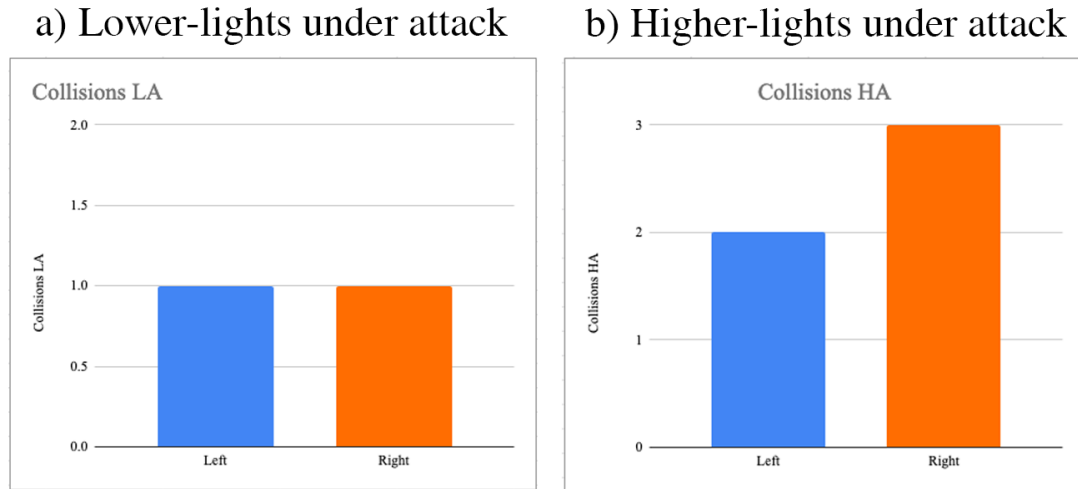 a) Lower-lights under attack
Collisions LA
2.0
1.5
1.0
0.5
0.0
Collisions LA
Left
Right
b) Higher-lights under attack
Collisions HA
3
2
1
0
Collisions HA
Left
Right